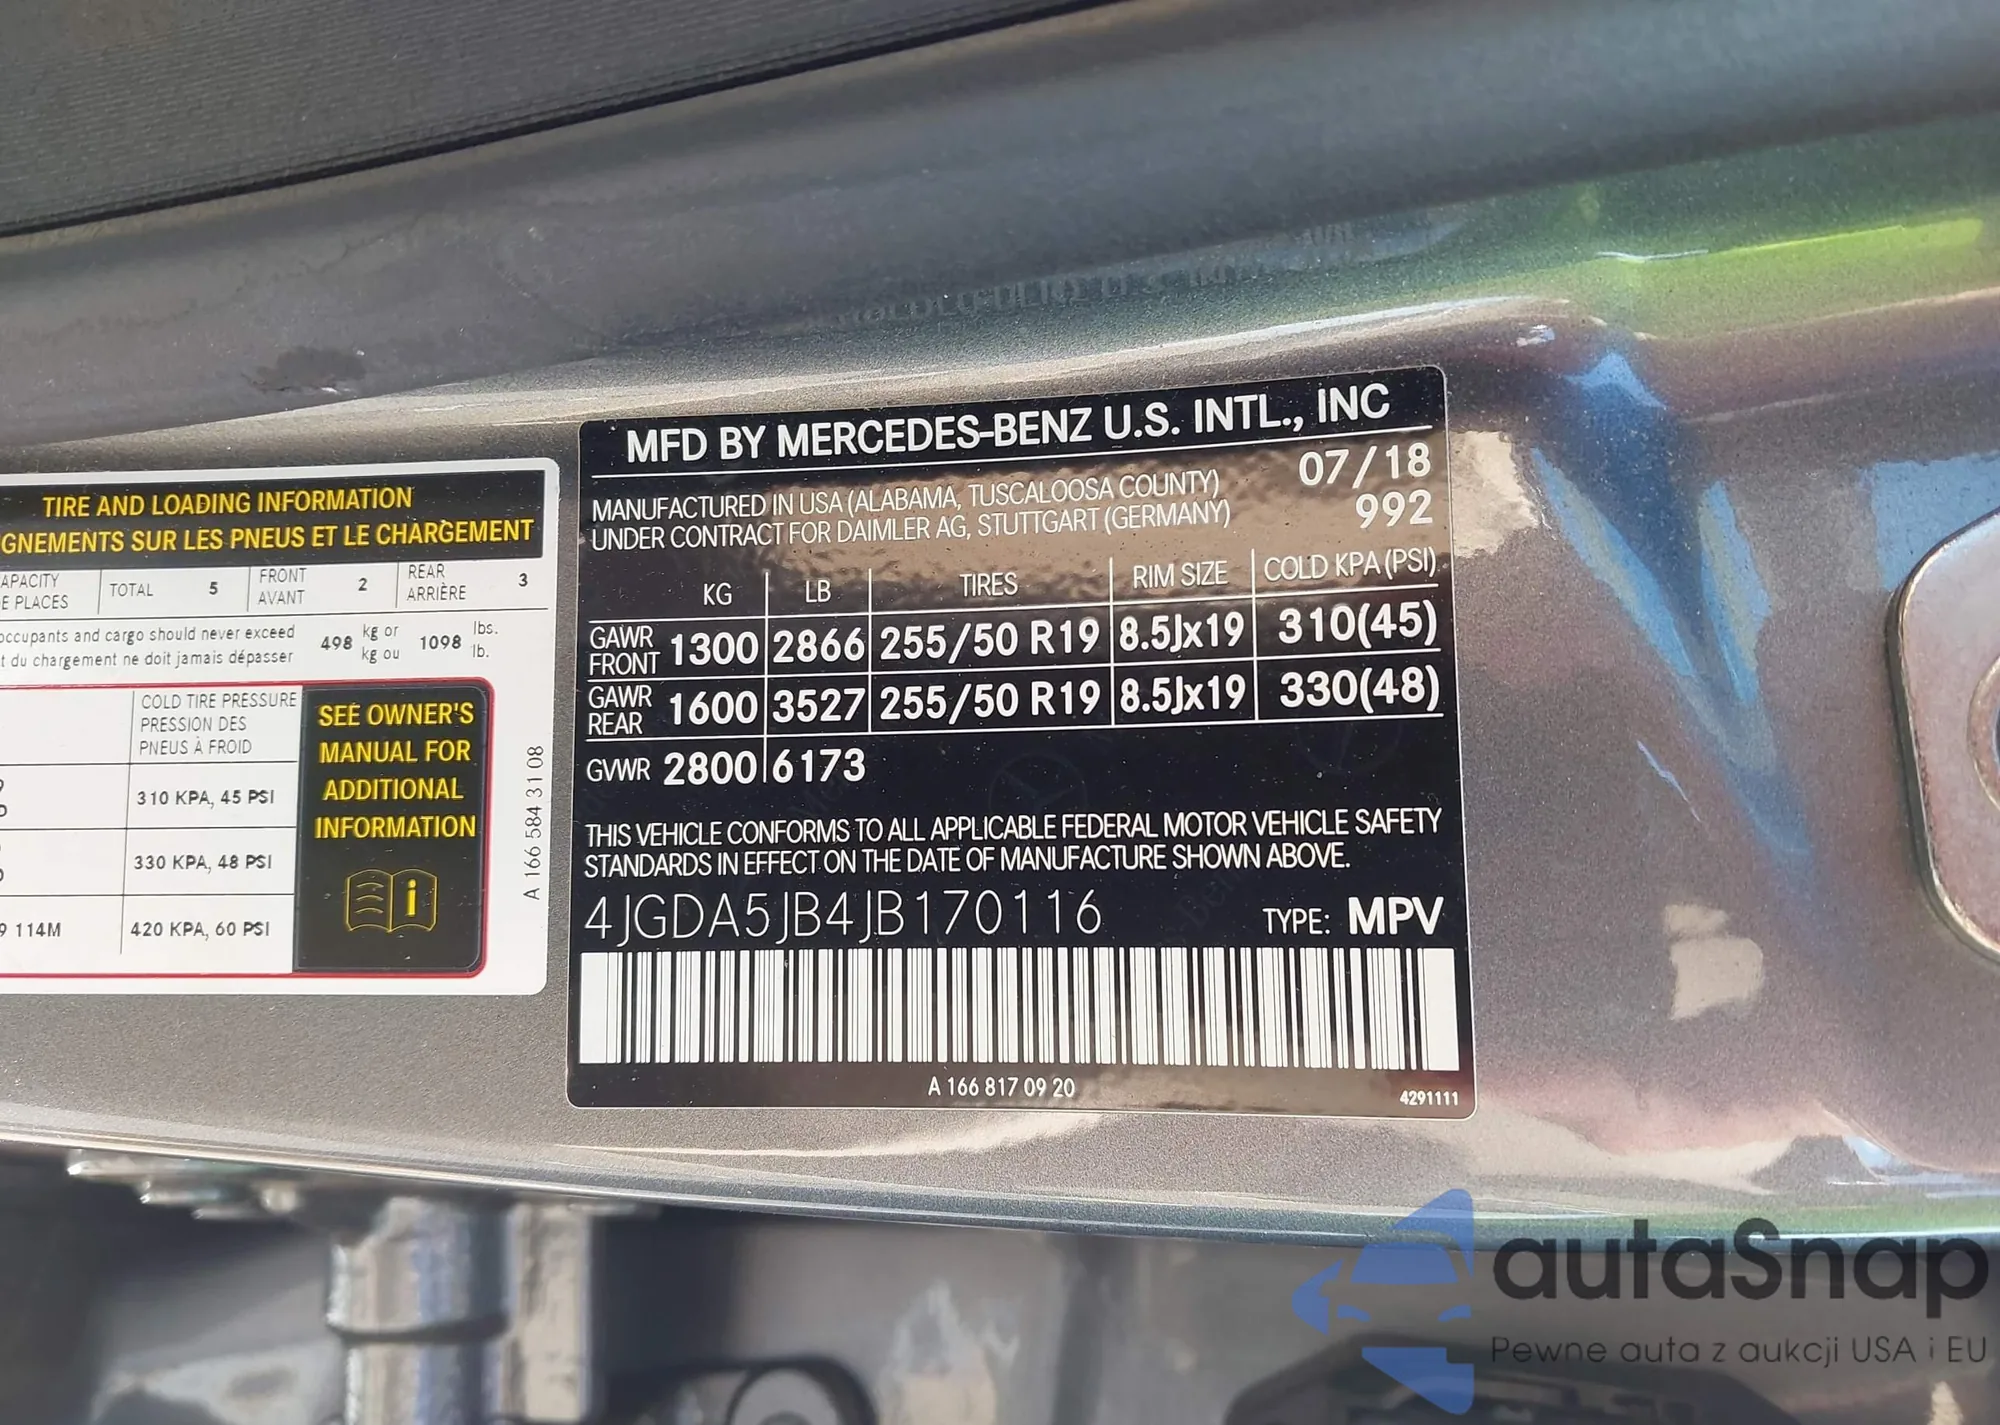 TIRE AND LOADING INFORMATION
GNEMENTS SUR LES PNEUS ET LE CHARGEMENT
APACITY TOTAL 5 FRONT 2 REAR 3
E PLACES AVANT ARRIÈRE
occupants and cargo should never exceed 498 kg or 1098 lbs.
t du chargement ne doit jamais dépasser kg ou lb.
COLD TIRE PRESSURE
PRESSION DES
PNEUS À FROID
310 KPA, 45 PSI
330 KPA, 48 PSI
9 114M 420 KPA, 60 PSI
SEE OWNER'S
MANUAL FOR
ADDITIONAL
INFORMATION
A 166 584 31 08
MFD BY MERCEDES-BENZ U.S. INTL., INC
07/18
MANUFACTURED IN USA (ALABAMA, TUSCALOOSA COUNTY)
UNDER CONTRACT FOR DAIMLER AG, STUTTGART (GERMANY)
992
KG LB TIRES RIM SIZE COLD KPA (PSI)
GAWR FRONT 1300 2866 255/50 R19 8.5Jx19 310(45)
GAWR REAR 1600 3527 255/50 R19 8.5Jx19 330(48)
GVWR 2800 6173
THIS VEHICLE CONFORMS TO ALL APPLICABLE FEDERAL MOTOR VEHICLE SAFETY
STANDARDS IN EFFECT ON THE DATE OF MANUFACTURE SHOWN ABOVE.
4JGDA5JB4JB170116 TYPE: MPV
A 166 817 09 20
4291111
autaSnap
Pewne auta z aukcji USA i EU